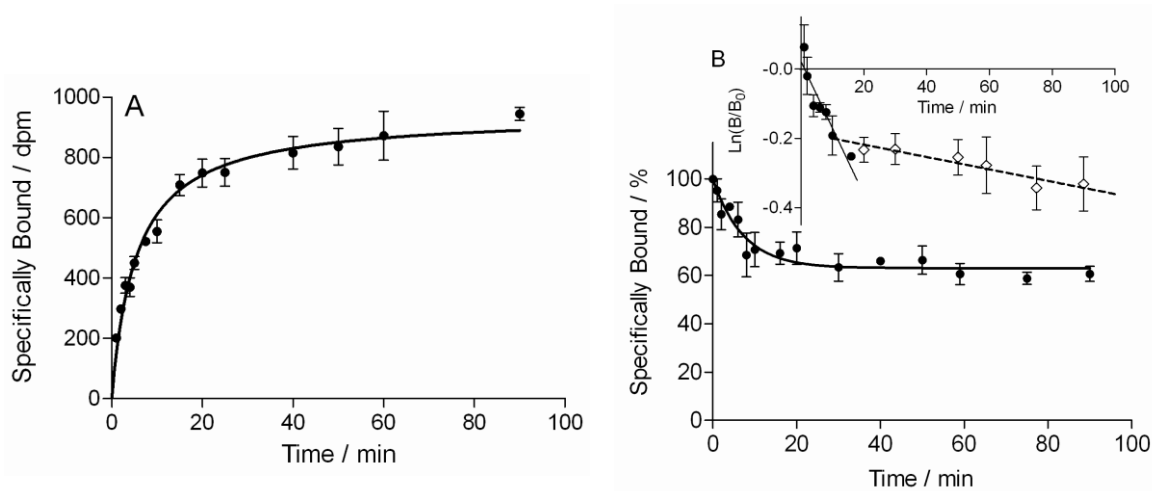 A
Specifically Bound / dpm
1000
800
600
400
200
0
0 20 40 60 80 100
Time / min
B
Ln(B/B0)
-0.0
-0.2
-0.4
20 40 60 80 100
Time / min
Specifically Bound / %
100
80
60
40
20
0
0 20 40 60 80 100
Time / min